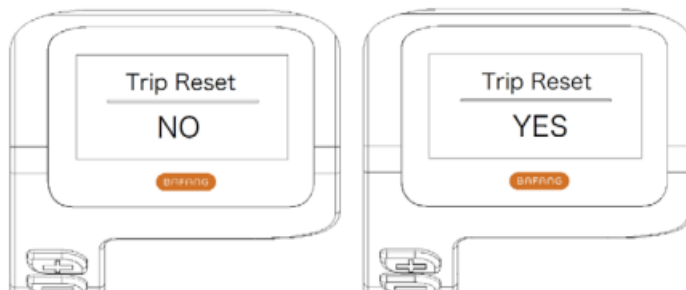 Trip Reset
NO
BAFANG
Trip Reset
YES
BAFANG